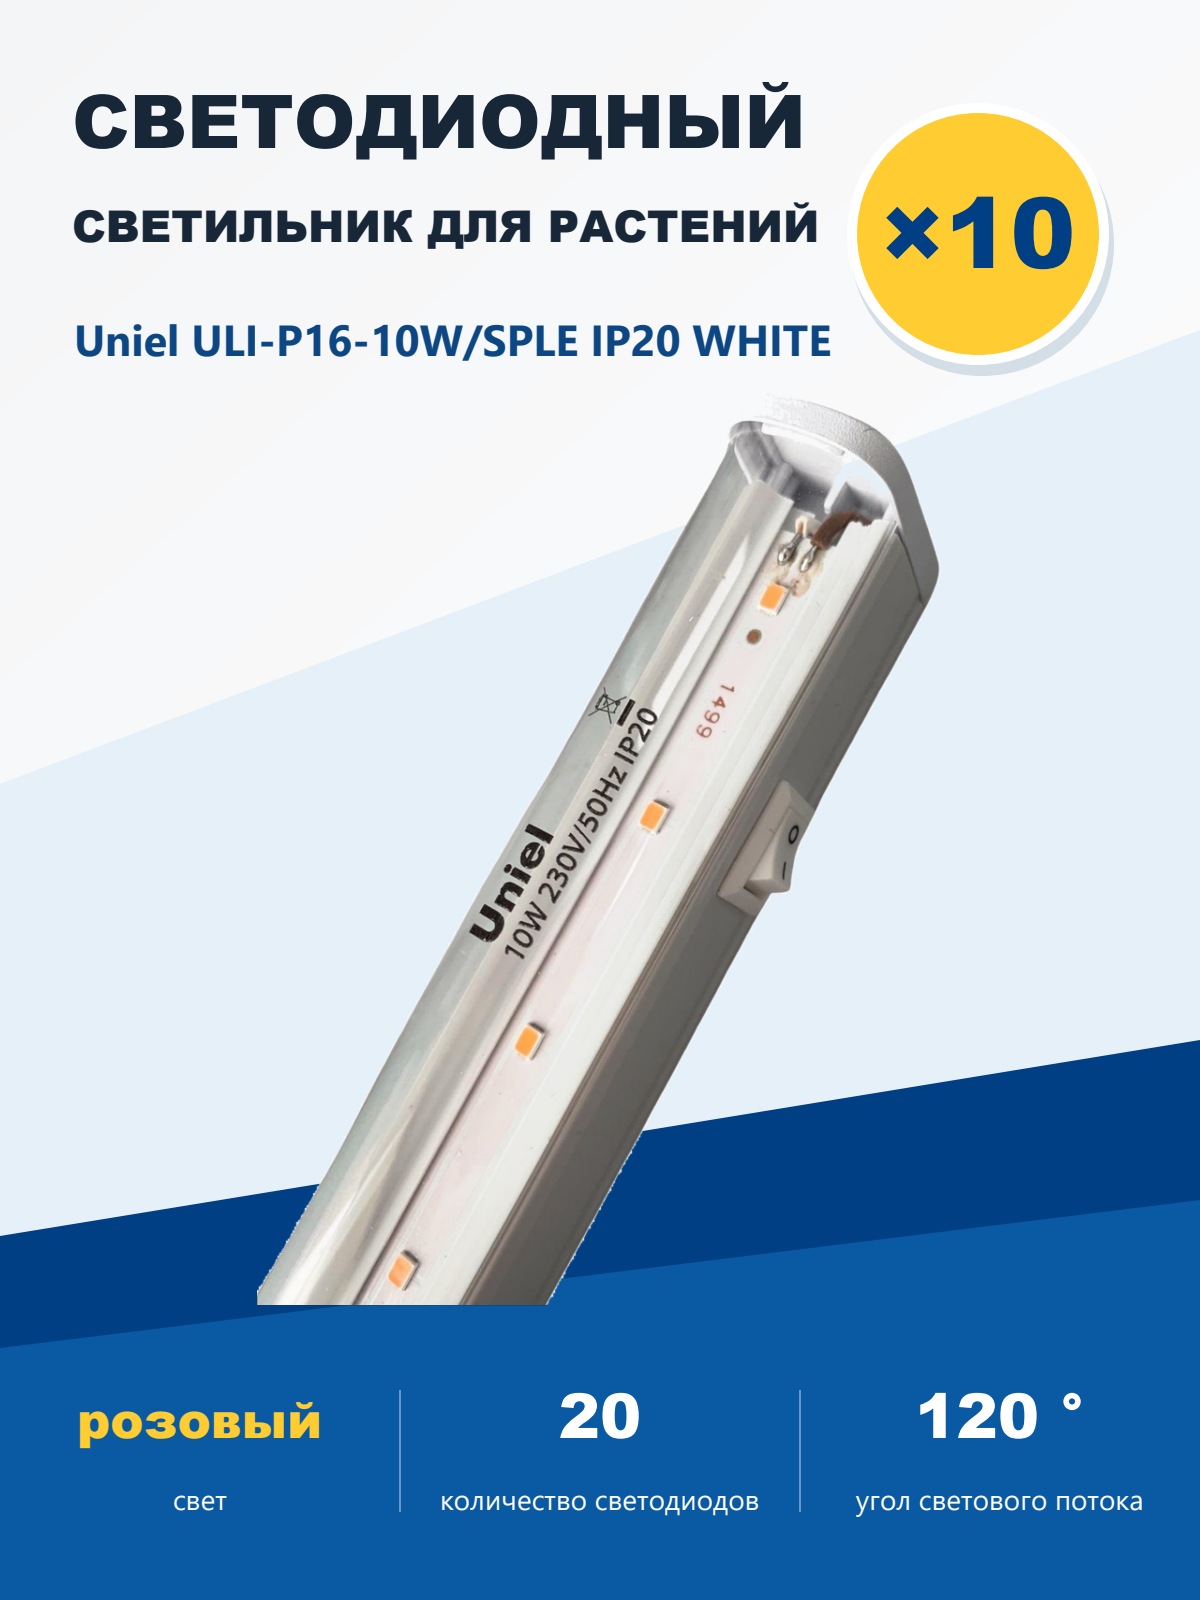 СВЕТОДИОДНЫЙ
СВЕТИЛЬНИК ДЛЯ РАСТЕНИЙ
×10
Uniel ULI-P16-10W/SPLE IP20 WHITE
1499
Uniel
10W 230V/50Hz IP20
O
–
розовый
свет
20
количество светодиодов
120 °
угол светового потока